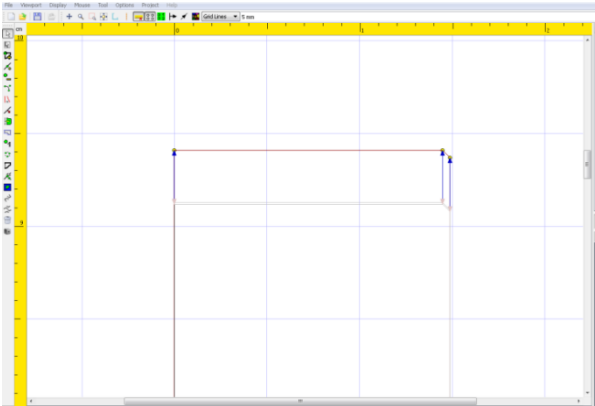 File Viewport Display Mouse Tool Options Project Help
Grid Lines 5 mm
cm
0 1 2
10
9